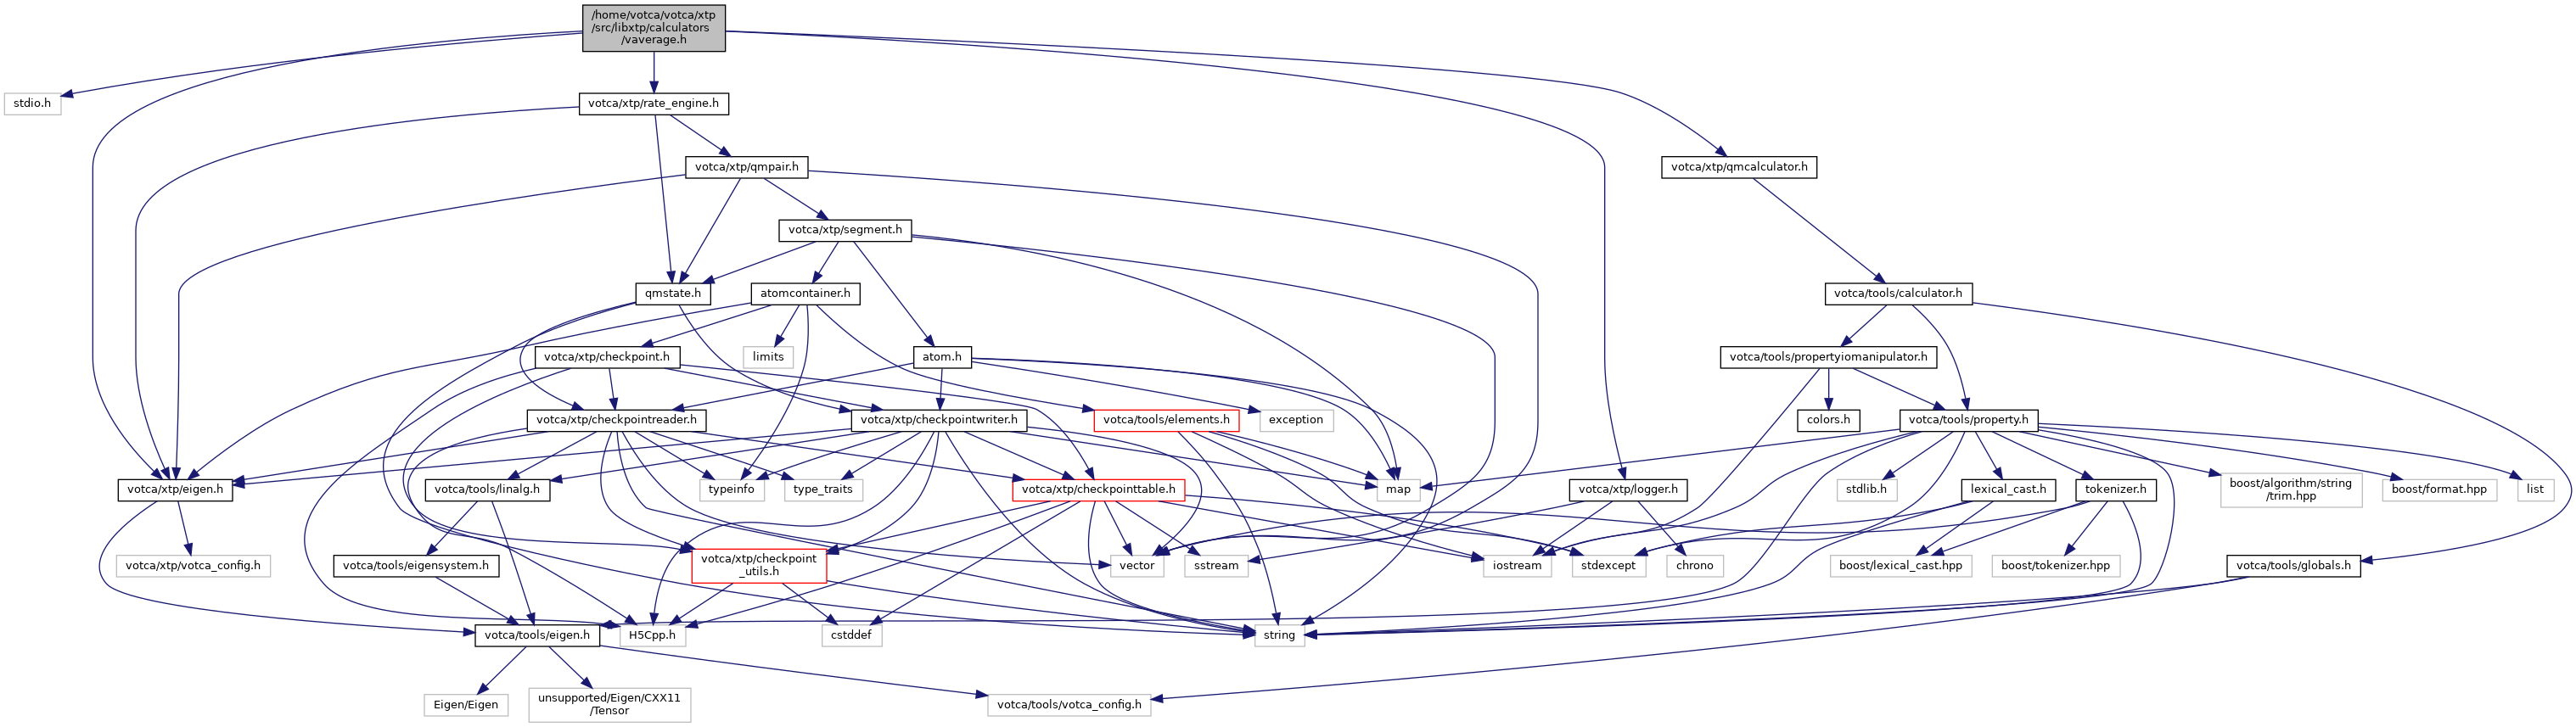 /home/votca/votca/xtp
/src/libxtp/calculators
/vaverage.h
stdio.h
votca/xtp/rate_engine.h
votca/xtp/qmpair.h
votca/xtp/qmcalculator.h
votca/xtp/segment.h
qmstate.h
atomcontainer.h
votca/tools/calculator.h
votca/xtp/checkpoint.h
limits
atom.h
votca/tools/propertyiomanipulator.h
votca/xtp/checkpointreader.h
votca/xtp/checkpointwriter.h
votca/tools/elements.h
exception
colors.h
votca/tools/property.h
votca/xtp/eigen.h
votca/tools/linalg.h
typeinfo
type_traits
votca/xtp/checkpointtable.h
map
votca/xtp/logger.h
stdlib.h
lexical_cast.h
tokenizer.h
boost/algorithm/string
/trim.hpp
boost/format.hpp
list
votca/xtp/votca_config.h
votca/tools/eigensystem.h
votca/xtp/checkpoint
_utils.h
vector
sstream
iostream
stdexcept
chrono
boost/lexical_cast.hpp
boost/tokenizer.hpp
votca/tools/globals.h
votca/tools/eigen.h
H5Cpp.h
cstddef
string
Eigen/Eigen
unsupported/Eigen/CXX11
/Tensor
votca/tools/votca_config.h